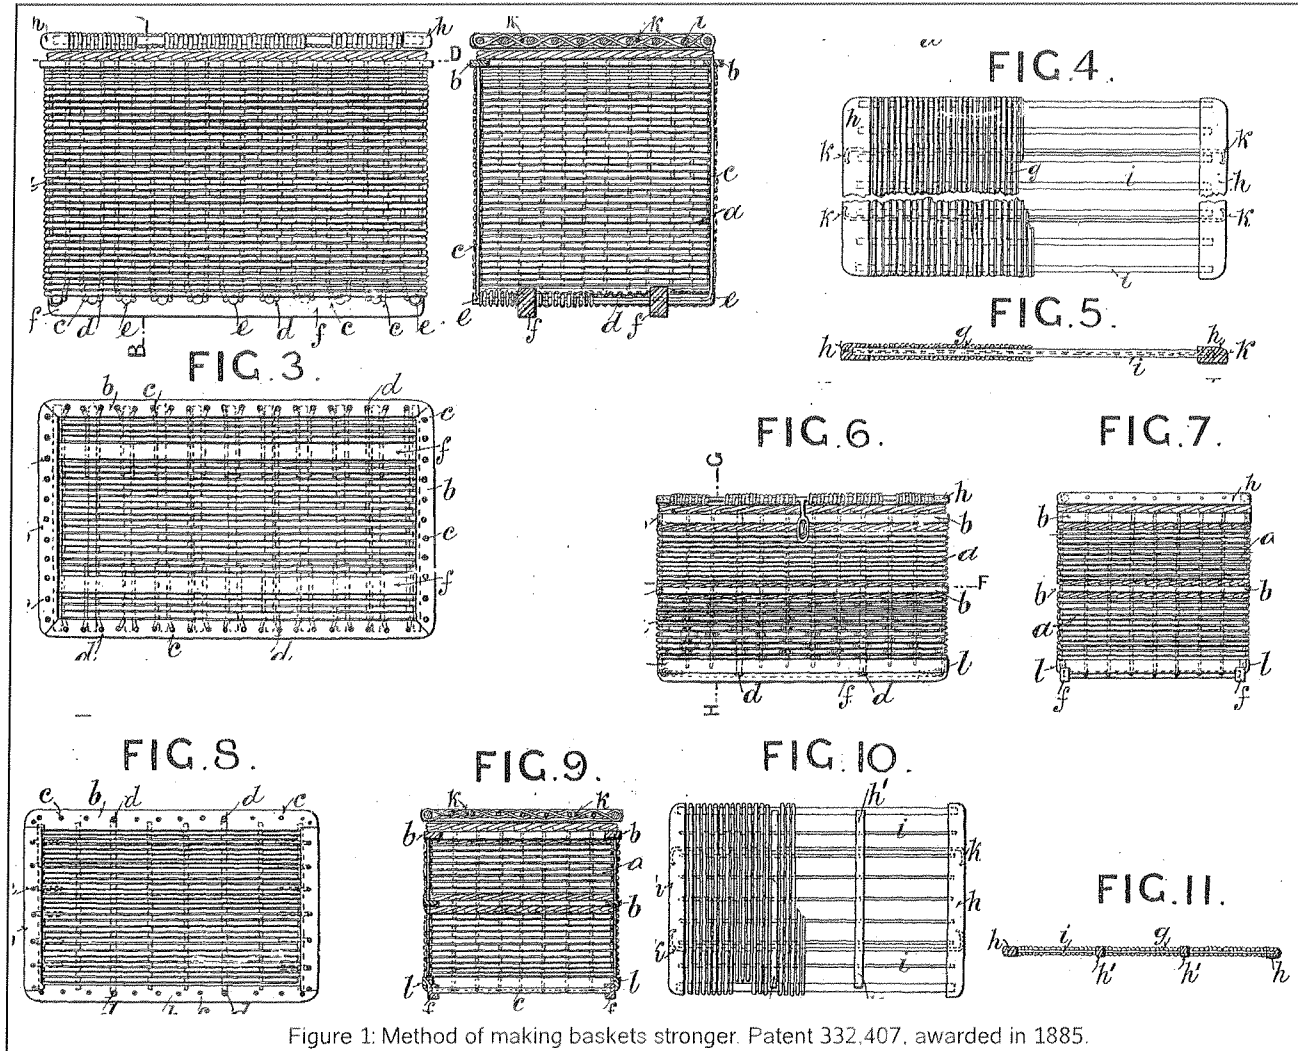 h h
D
f c d e e d f c c e.
B
k k i
b b
c
a
c
e f d f e
FIG.4.
h
k k
g i h
k k
i
FIG.5.
h g h
k
i
FIG.3.
b c d
c
f
b
c
f
d c d
FIG.6.
G
h
b
a
F
b
l
d f d
H
FIG.7.
h
b
a
b b
a
l l
f f
FIG.8.
c b d d c
FIG.9.
k k
b b
a
b
l l
f c f
FIG.10.
h'
i
k
h
i
FIG.11.
h i g
h' h' h
Figure 1: Method of making baskets stronger. Patent 332,407, awarded in 1885.